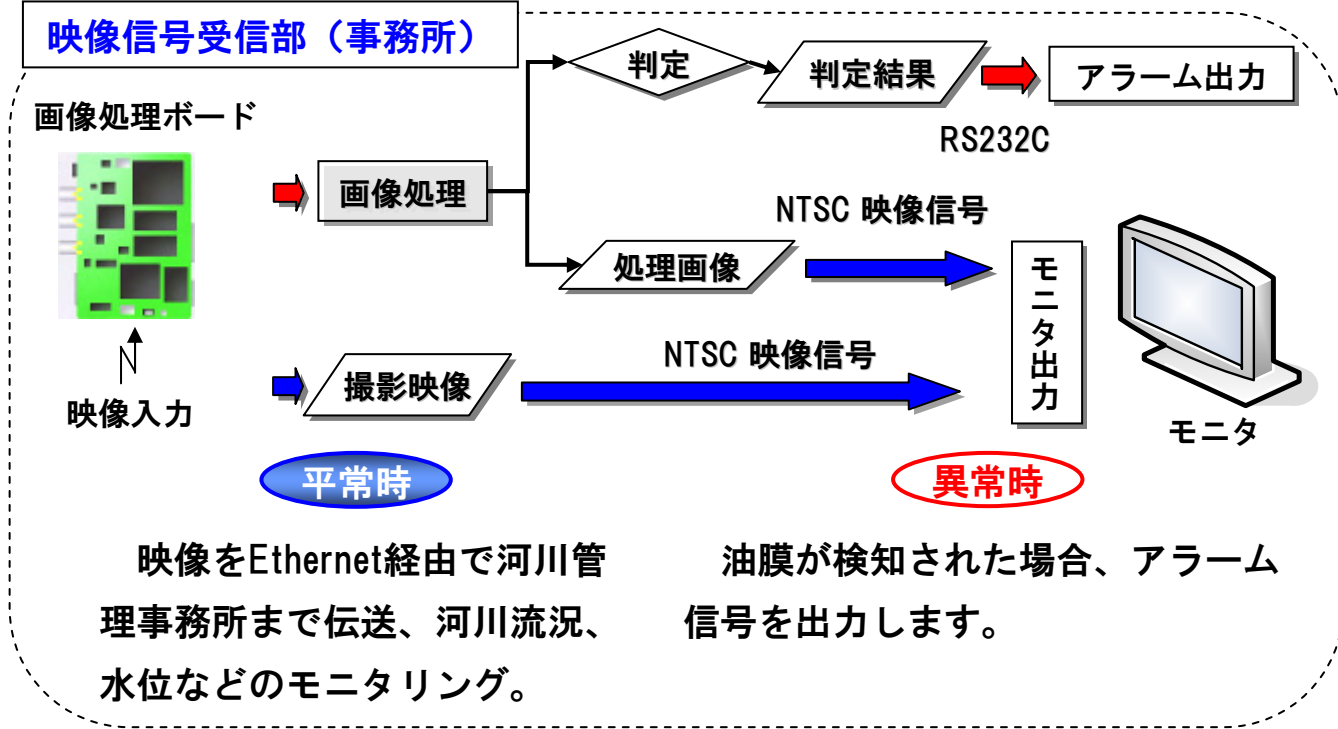 映像信号受信部（事務所）
判定
判定結果
アラーム出力
画像処理ボード
RS232C
画像処理
NTSC 映像信号
処理画像
モニタ出力
NTSC 映像信号
撮影映像
映像入力
モニタ
平常時
異常時
映像をEthernet経由で河川管
理事務所まで伝送、河川流況、
水位などのモニタリング。
油膜が検知された場合、アラーム
信号を出力します。